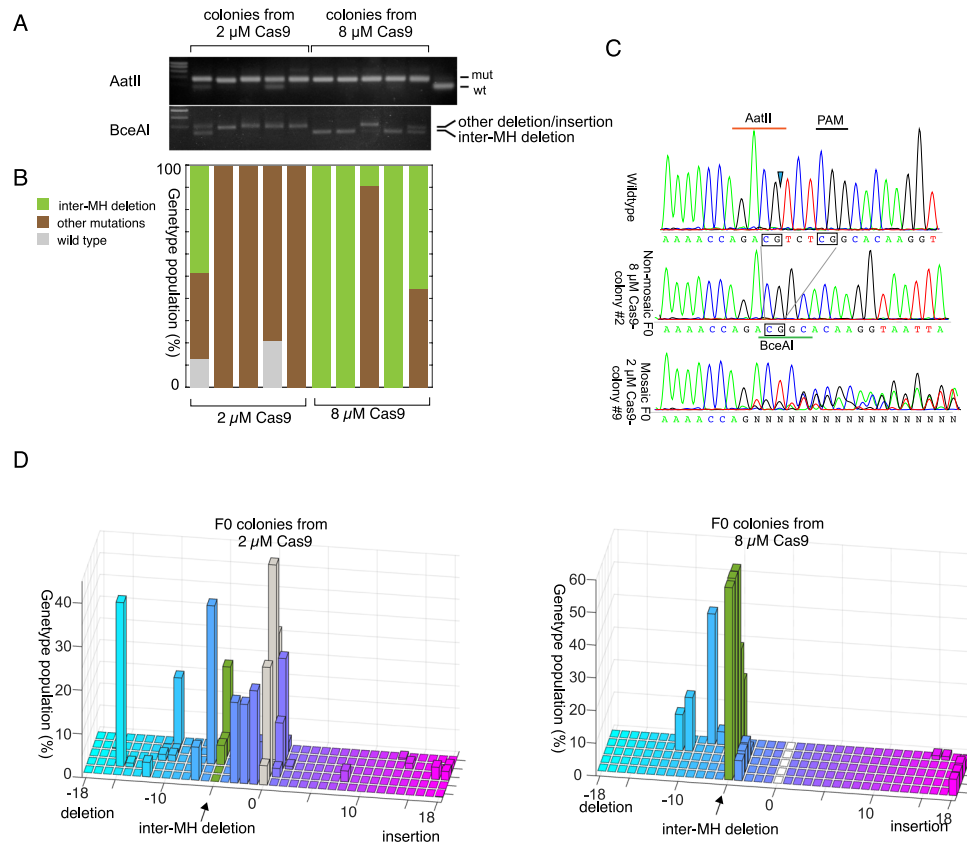 A
colonies from
2 µM Cas9
colonies from
8 µM Cas9
AatII
mut
wt
BceAI
other deletion/insertion
inter-MH deletion
B
inter-MH deletion
other mutations
wild type
100
0
Genetype population (%)
2 µM Cas9
8 µM Cas9
C
AatII
PAM
Wildtype
AAAACCAGACGTCTCGGCACAAGGT
Non-mosaic F0
8 µM Cas9-
colony #2
AAAACCAGACGGCACAAGGTAATTA
BceAI
Mosaic F0
2 µM Cas9-
colony #9
AAAACCAGNNNNNNNNNNNNNNNNN
D
F0 colonies from
2 µM Cas9
Genetype population (%)
40
30
20
10
0
-18
-10
0
10
18
deletion
inter-MH deletion
insertion
F0 colonies from
8 µM Cas9
Genetype population (%)
60
50
40
30
20
10
0
-18
-10
0
10
18
deletion
inter-MH deletion
insertion